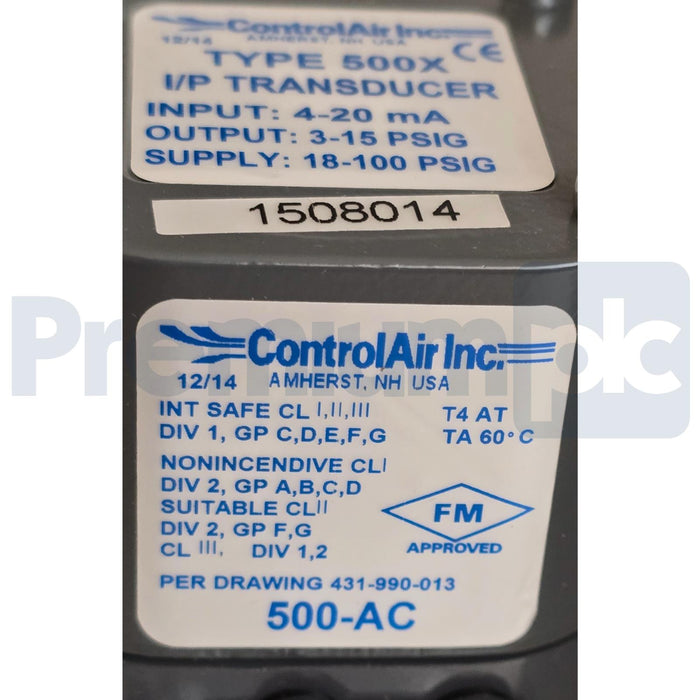 ControlAir Inc.
12/14 AMHERST, NH USA CE
TYPE 500X
I/P TRANSDUCER
INPUT: 4-20 mA
OUTPUT: 3-15 PSIG
SUPPLY: 18-100 PSIG
1508014
Premium plc
ControlAir Inc.
12/14 AMHERST, NH USA
INT SAFE CL I,II,III T4 AT
DIV 1, GP C,D,E,F,G TA 60°C
NONINCENDIVE CLI
DIV 2, GP A,B,C,D
SUITABLE CLII
DIV 2, GP F,G
CL III, DIV 1,2
FM
APPROVED
PER DRAWING 431-990-013
500-AC